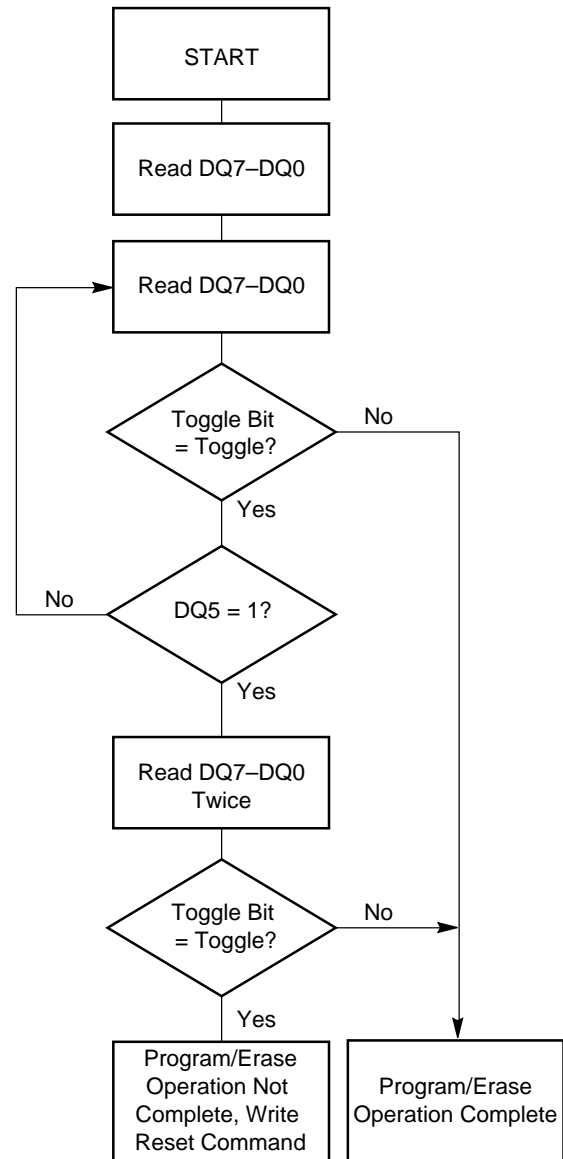 START
Read DQ7–DQ0
Read DQ7–DQ0
Toggle Bit
= Toggle?
No
Yes
No
DQ5 = 1?
Yes
Read DQ7–DQ0
Twice
Toggle Bit
= Toggle?
No
Yes
Program/Erase
Operation Not
Complete, Write
Reset Command
Program/Erase
Operation Complete